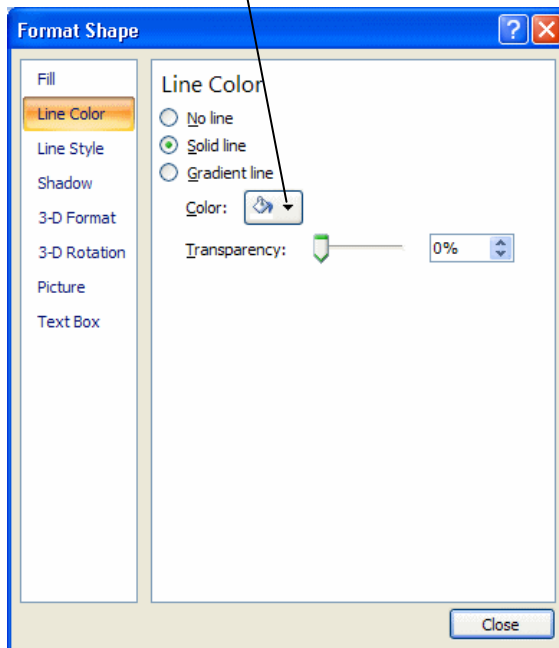 Format Shape
Fill
Line Color
Line Style
Shadow
3-D Format
3-D Rotation
Picture
Text Box
Line Color
No line
Solid line
Gradient line
Color:
Transparency: 0%
Close